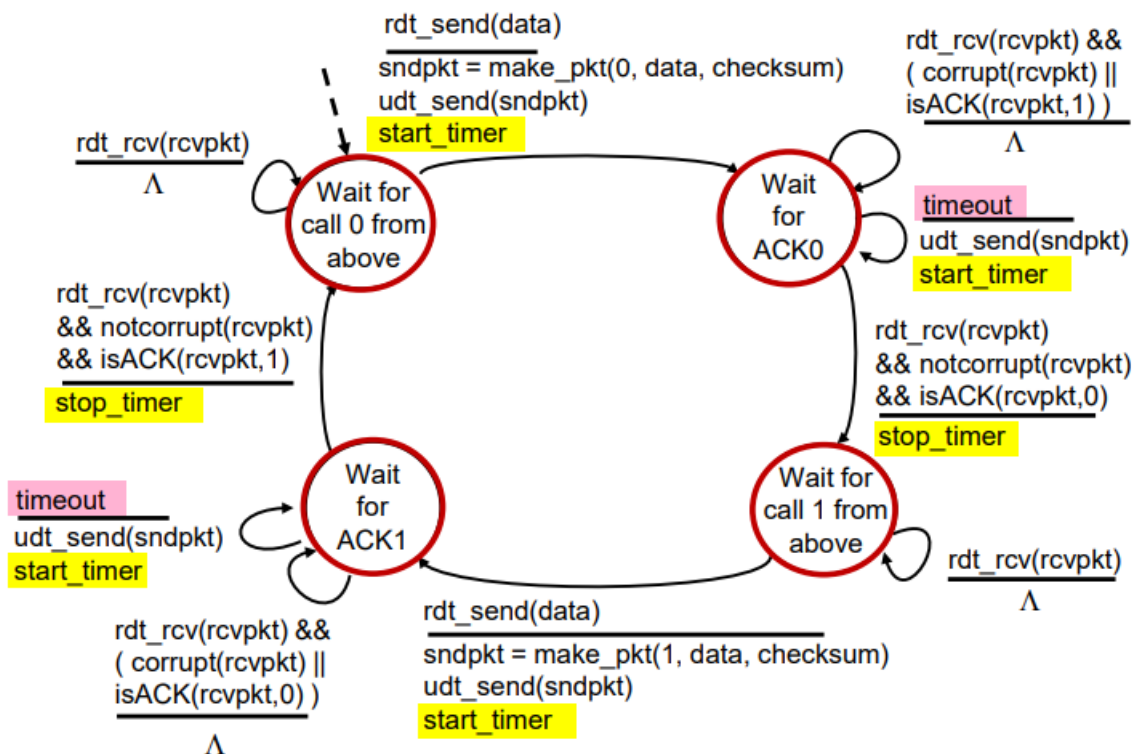 rdt_send(data)
sndpkt = make_pkt(0, data, checksum)
udt_send(sndpkt)
start_timer
rdt_rcv(rcvpkt) &&
( corrupt(rcvpkt) ||
isACK(rcvpkt,1) )
Λ
rdt_rcv(rcvpkt)
Λ
Wait for
call 0 from
above
Wait
for
ACK0
timeout
udt_send(sndpkt)
start_timer
rdt_rcv(rcvpkt)
&& notcorrupt(rcvpkt)
&& isACK(rcvpkt,1)
stop_timer
rdt_rcv(rcvpkt)
&& notcorrupt(rcvpkt)
&& isACK(rcvpkt,0)
stop_timer
Wait
for
ACK1
Wait for
call 1 from
above
timeout
udt_send(sndpkt)
start_timer
rdt_rcv(rcvpkt)
Λ
rdt_rcv(rcvpkt) &&
( corrupt(rcvpkt) ||
isACK(rcvpkt,0) )
Λ
rdt_send(data)
sndpkt = make_pkt(1, data, checksum)
udt_send(sndpkt)
start_timer